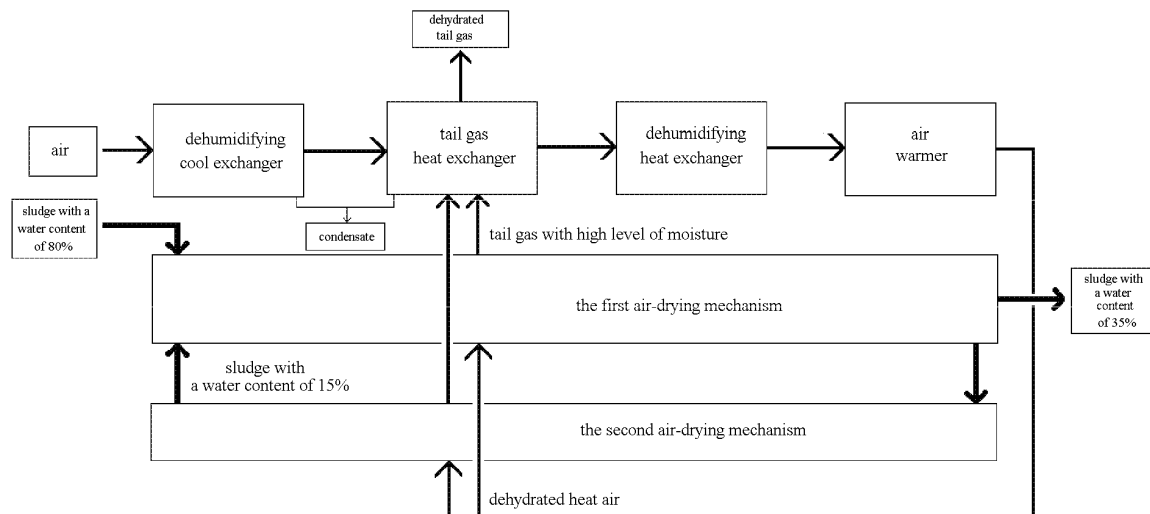 dehydrated
tail gas
air
dehumidifying
cool exchanger
tail gas
heat exchanger
dehumidifying
heat exchanger
air
warmer
sludge with a
water content
of 80%
condensate
tail gas with high level of moisture
the first air-drying mechanism
sludge with
a water
content
of 35%
sludge with
a water content of 15%
the second air-drying mechanism
dehydrated heat air